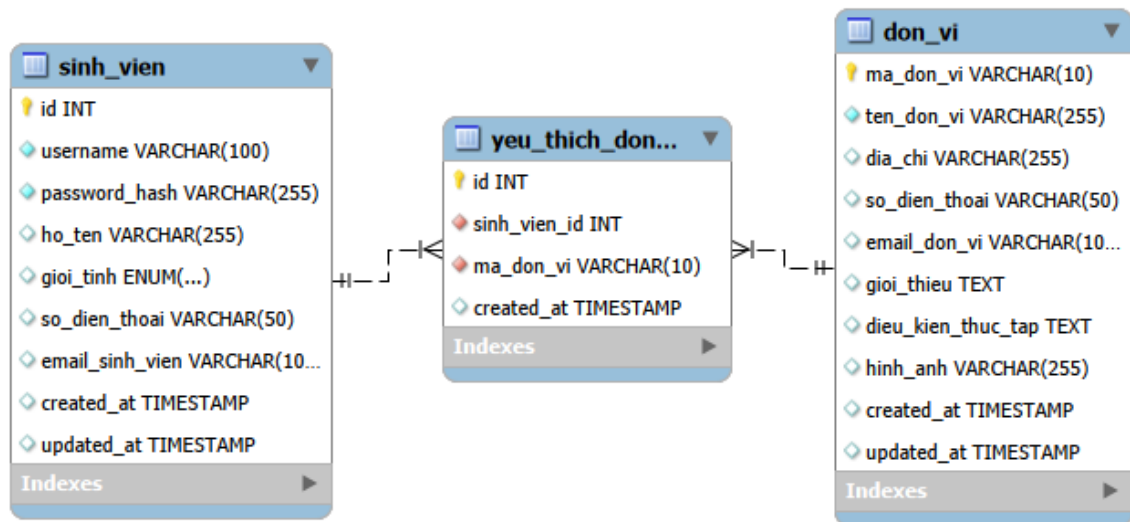 sinh_vien
id INT
username VARCHAR(100)
password_hash VARCHAR(255)
ho_ten VARCHAR(255)
gioi_tinh ENUM(...)
so_dien_thoai VARCHAR(50)
email_sinh_vien VARCHAR(10...
created_at TIMESTAMP
updated_at TIMESTAMP
Indexes
yeu_thich_don...
id INT
sinh_vien_id INT
ma_don_vi VARCHAR(10)
created_at TIMESTAMP
Indexes
don_vi
ma_don_vi VARCHAR(10)
ten_don_vi VARCHAR(255)
dia_chi VARCHAR(255)
so_dien_thoai VARCHAR(50)
email_don_vi VARCHAR(10...
gioi_thieu TEXT
dieu_kien_thuc_tap TEXT
hinh_anh VARCHAR(255)
created_at TIMESTAMP
updated_at TIMESTAMP
Indexes